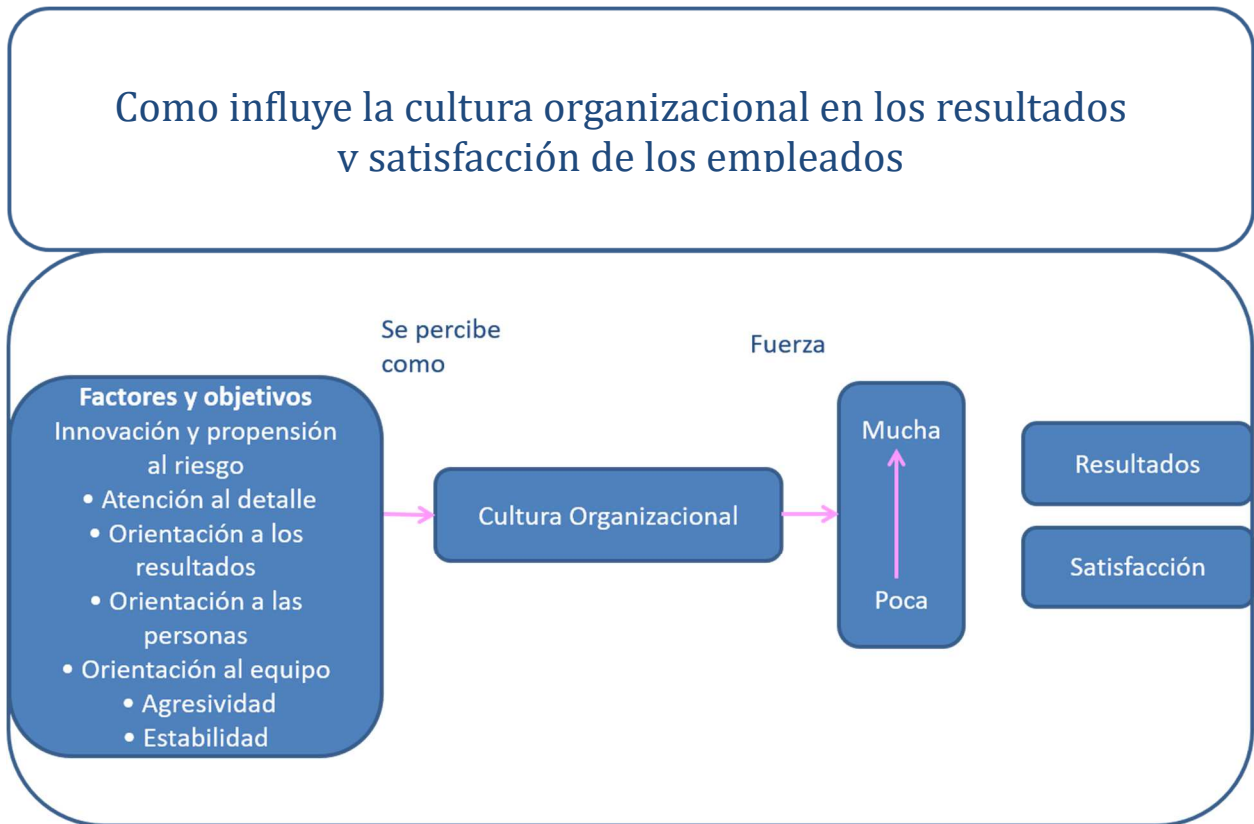 Como influye la cultura organizacional en los resultados
y satisfacción de los empleados
Se percibe
como
Fuerza
Factores y objetivos
Innovación y propensión
al riesgo
• Atención al detalle
• Orientación a los
resultados
• Orientación a las
personas
• Orientación al equipo
• Agresividad
• Estabilidad
Cultura Organizacional
Mucha
Poca
Resultados
Satisfacción